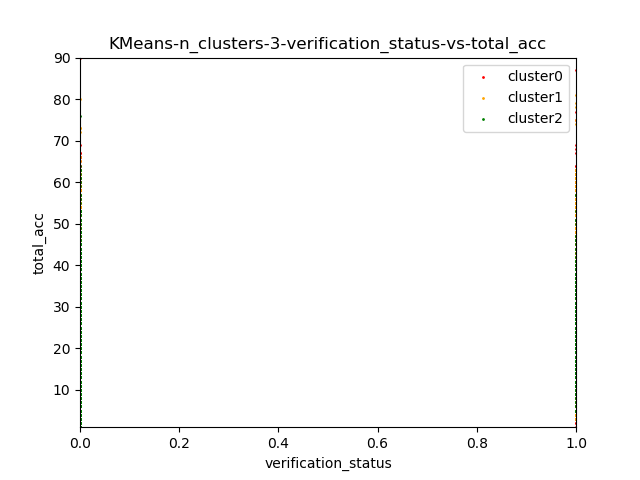 KMeans-n_clusters-3-verification_status-vs-total_acc
cluster0
cluster1
cluster2
total_acc
90
80
70
60
50
40
30
20
10
0.0 0.2 0.4 0.6 0.8 1.0
verification_status